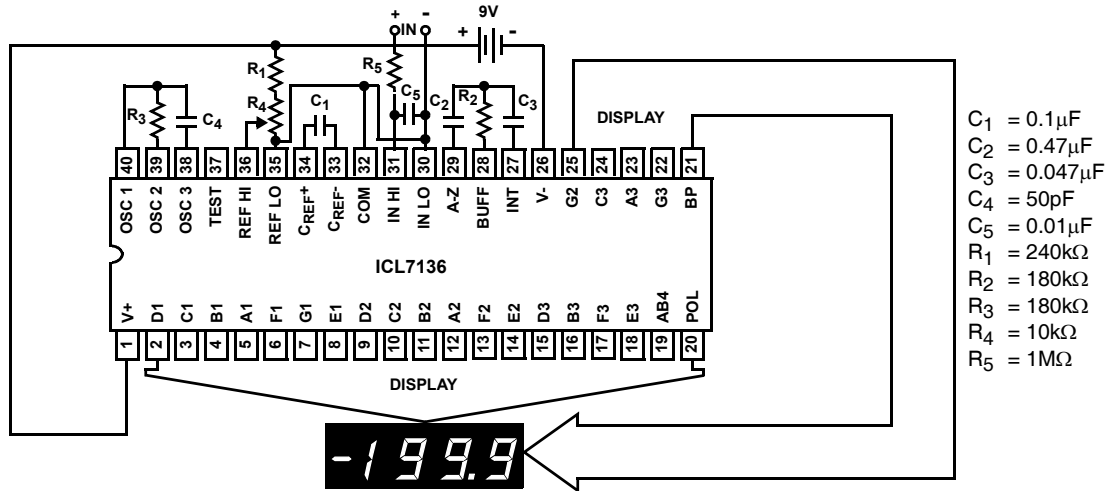 + -
IN
9V
+ -
R1
R5
R4
C5
R3
C4
C1
C2
R2
C3
DISPLAY
40 39 38 37 36 35 34 33 32 31 30 29 28 27 26 25 24 23 22 21
OSC 1
OSC 2
OSC 3
TEST
REF HI
REF LO
CREF+
CREF-
COM
IN HI
IN LO
A-Z
BUFF
INT
V-
G2
C3
A3
G3
BP
ICL7136
V+
D1
C1
B1
A1
F1
G1
E1
D2
C2
B2
A2
F2
E2
D3
B3
F3
E3
AB4
POL
1 2 3 4 5 6 7 8 9 10 11 12 13 14 15 16 17 18 19 20
DISPLAY
-199.9
C1 = 0.1μF
C2 = 0.47μF
C3 = 0.047μF
C4 = 50pF
C5 = 0.01μF
R1 = 240kΩ
R2 = 180kΩ
R3 = 180kΩ
R4 = 10kΩ
R5 = 1MΩ